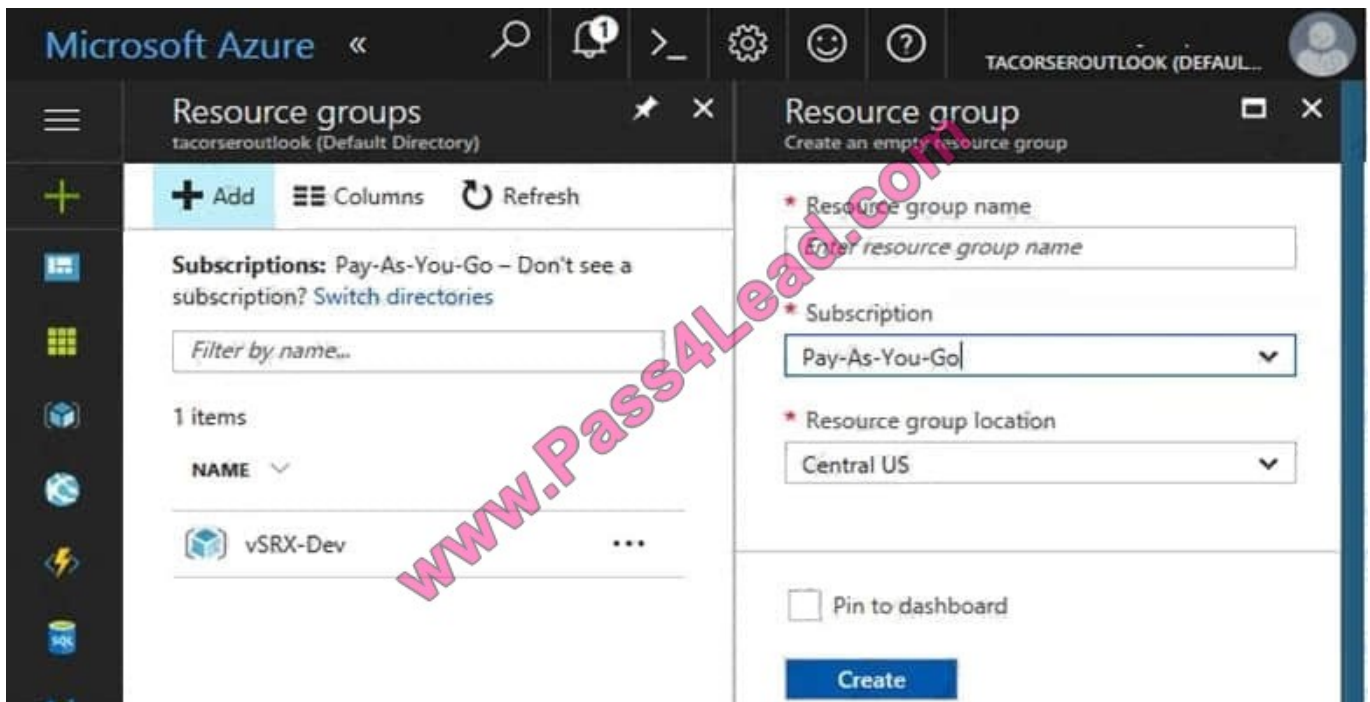 Microsoft Azure «
1
>_
?
TACORSEROUTLOOK (DEFAUL...
Resource groups
tacorseroutlook (Default Directory)
Add
Columns
Refresh
Subscriptions: Pay-As-You-Go – Don't see a
subscription? Switch directories
Filter by name...
1 items
NAME
vSRX-Dev
...
SQL
Resource group
Create an empty resource group
* Resource group name
Enter resource group name
* Subscription
Pay-As-You-Go
* Resource group location
Central US
Pin to dashboard
Create
www.Pass4Lead.com